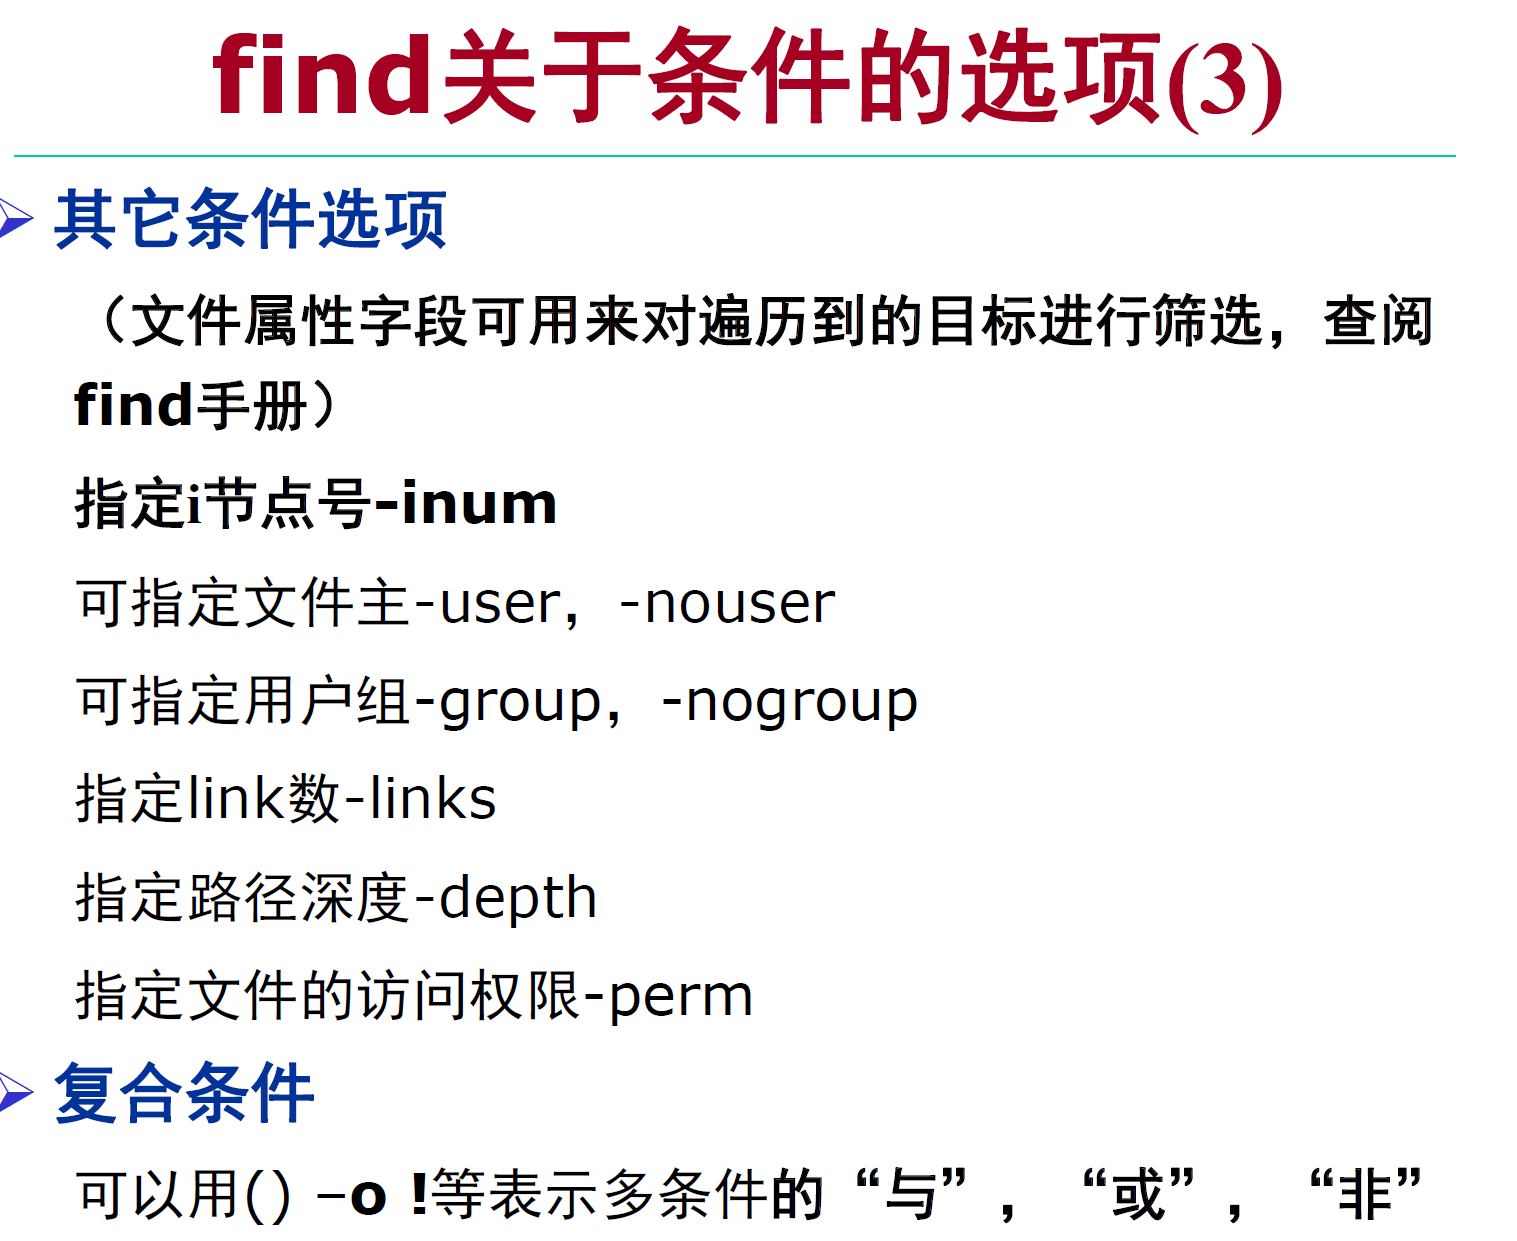 find关于条件的选项(3)
其它条件选项
（文件属性字段可用来对遍历到的目标进行筛选，查阅
find手册）
指定i节点号–inum
可指定文件主-user，-nouser
可指定用户组-group，-nogroup
指定link数-links
指定路径深度-depth
指定文件的访问权限-perm
复合条件
可以用() –o !等表示多条件的“与”，“或”，“非”